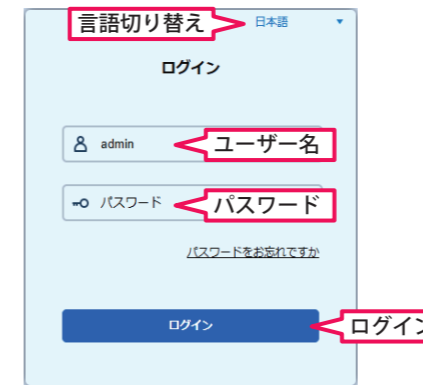 言語切り替え 日本語
ログイン
admin ユーザー名
パスワード パスワード
パスワードをお忘れですか
ログイン ログイン